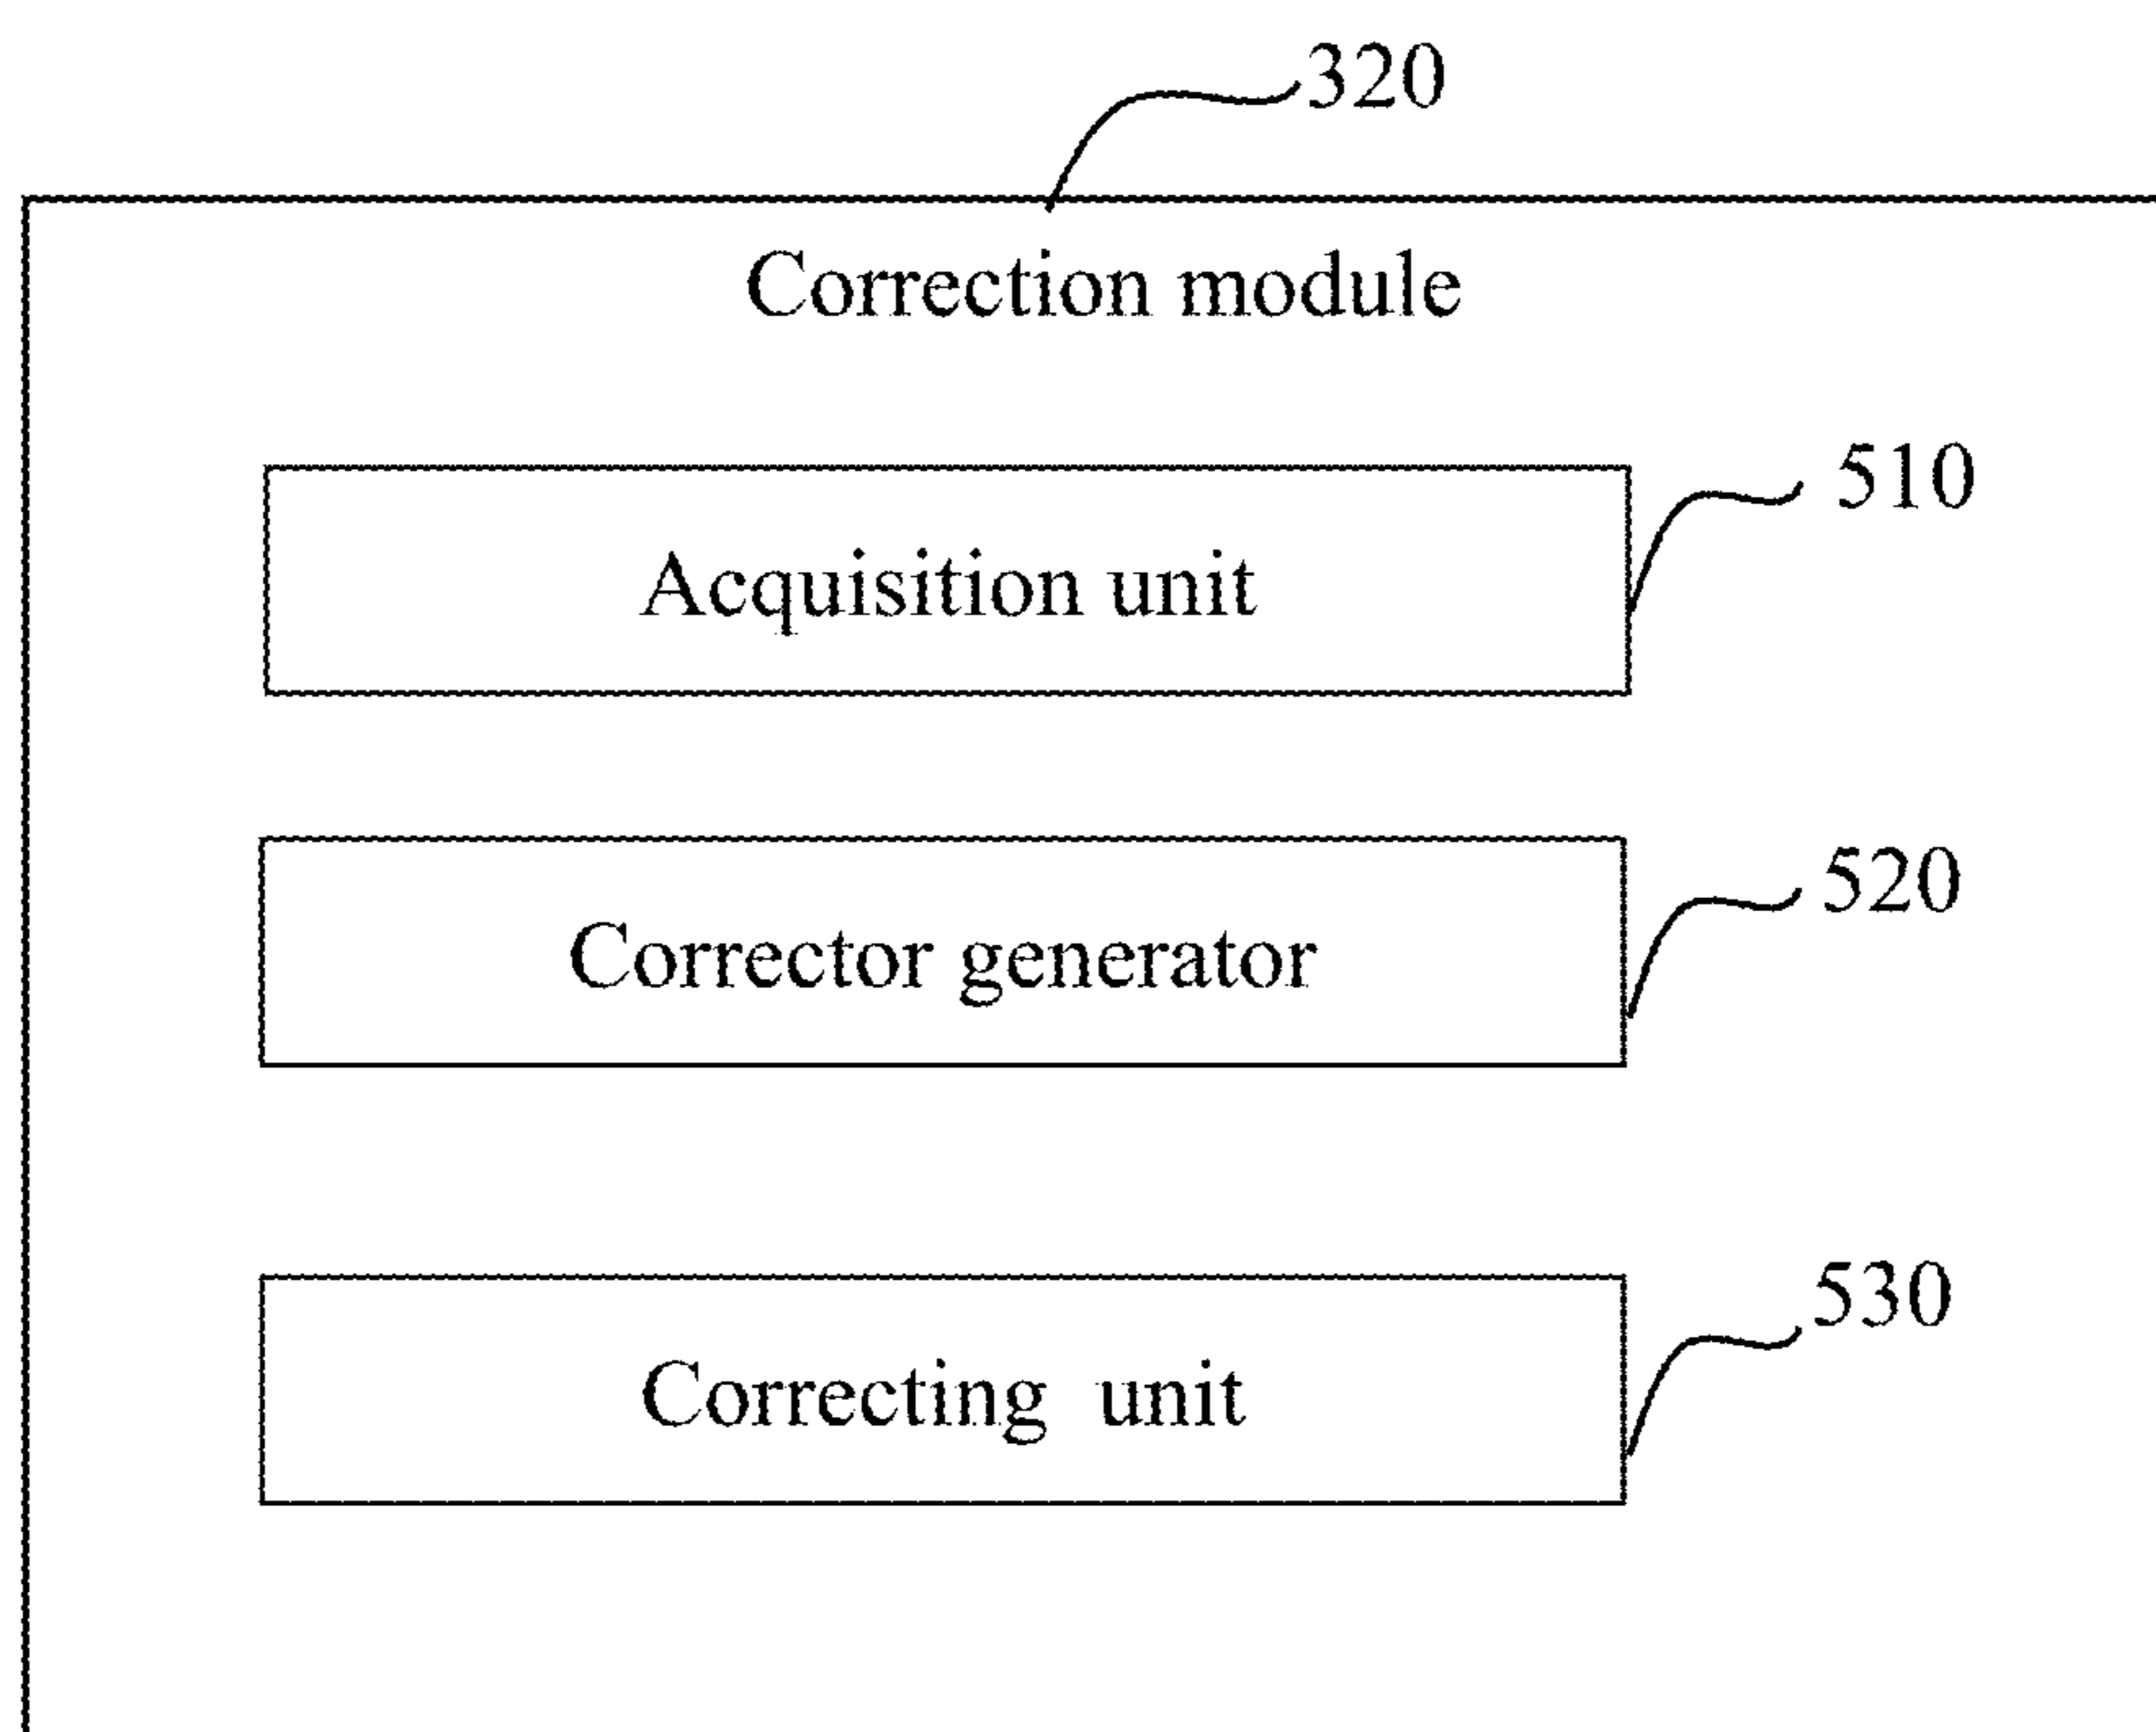 320
Correction module
510
Acquisition unit
520
Corrector generator
530
Correcting unit